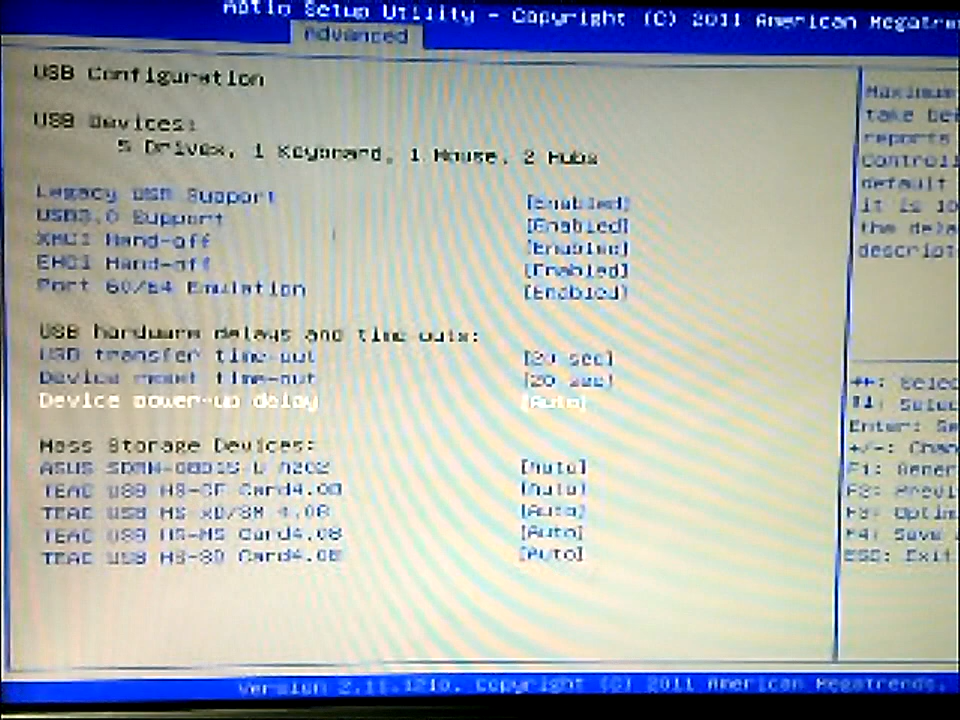 Aptio Setup Utility - Copyright (C) 2011 American Megatre
Advanced
USB Configuration
USB Devices:
5 Drives, 1 Keyboard, 1 Mouse, 2 Hubs
Legacy USB Support [Enabled]
USB3.0 Support [Enabled]
XHCI Hand-off [Enabled]
EHCI Hand-off [Enabled]
Port 60/64 Emulation [Enabled]
USB hardware delays and time-outs:
USB transfer time-out [20 sec]
Device reset time-out [20 sec]
Device power-up delay [Auto]
Mass Storage Devices:
ASUS [Auto]
TEAC USB HS-CF Card4.08 [Auto]
TEAC USB HS-xD/SM 4.08 [Auto]
TEAC USB HS-MS Card4.08 [Auto]
TEAC USB HS-SD Card4.08 [Auto]
Maximum
take be
reports
Controll
default
it is 10
the dela
descript
Selec
Selec
Enter: Se
+/-: Chan
F1: Gener
F2: Previ
F3: Optim
F4: Save
ESC: Exit
Version 2.11.1210. Copyright (C) 2011 American Megatrends.